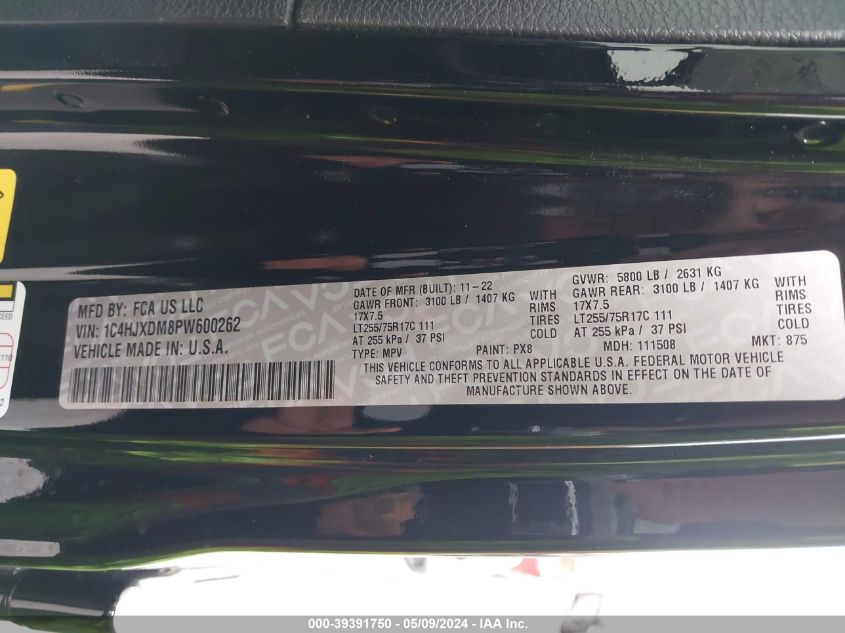 MFD BY: FCA US LLC
VIN: 1C4HJXDM8PW600262
VEHICLE MADE IN: U.S.A.
DATE OF MFR (BUILT): 11-22
GAWR FRONT: 3100 LB / 1407 KG
17X7.5
LT255/75R17C 111
AT 255 kPa / 37 PSI
TYPE: MPV PAINT: PX8
WITH
RIMS
TIRES
COLD
GVWR: 5800 LB / 2631 KG
GAWR REAR: 3100 LB / 1407 KG
17X7.5
LT255/75R17C 111
AT 255 kPa / 37 PSI
MDH: 111508
WITH
RIMS
TIRES
COLD
MKT: 875
THIS VEHICLE CONFORMS TO ALL APPLICABLE U.S.A. FEDERAL MOTOR VEHICLE
SAFETY AND THEFT PREVENTION STANDARDS IN EFFECT ON THE DATE OF
MANUFACTURE SHOWN ABOVE.
000-39391750 - 05/09/2024 - IAA Inc.